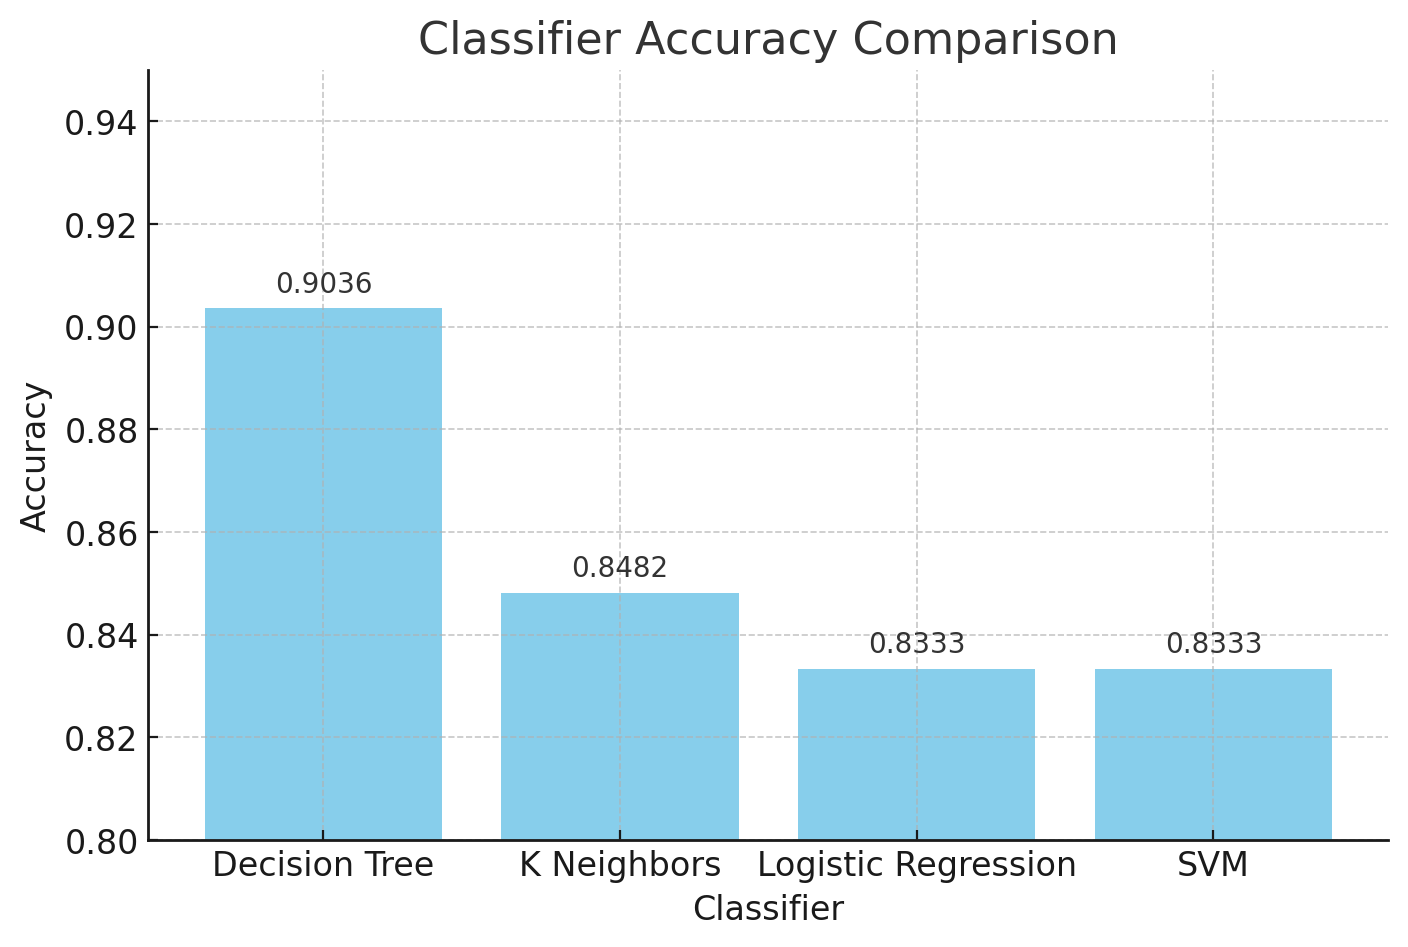 Classifier Accuracy Comparison
0.94
0.92
0.90
0.88
0.86
0.84
0.82
0.80
Accuracy
0.9036
0.8482
0.8333
0.8333
Decision Tree
K Neighbors
Logistic Regression
SVM
Classifier